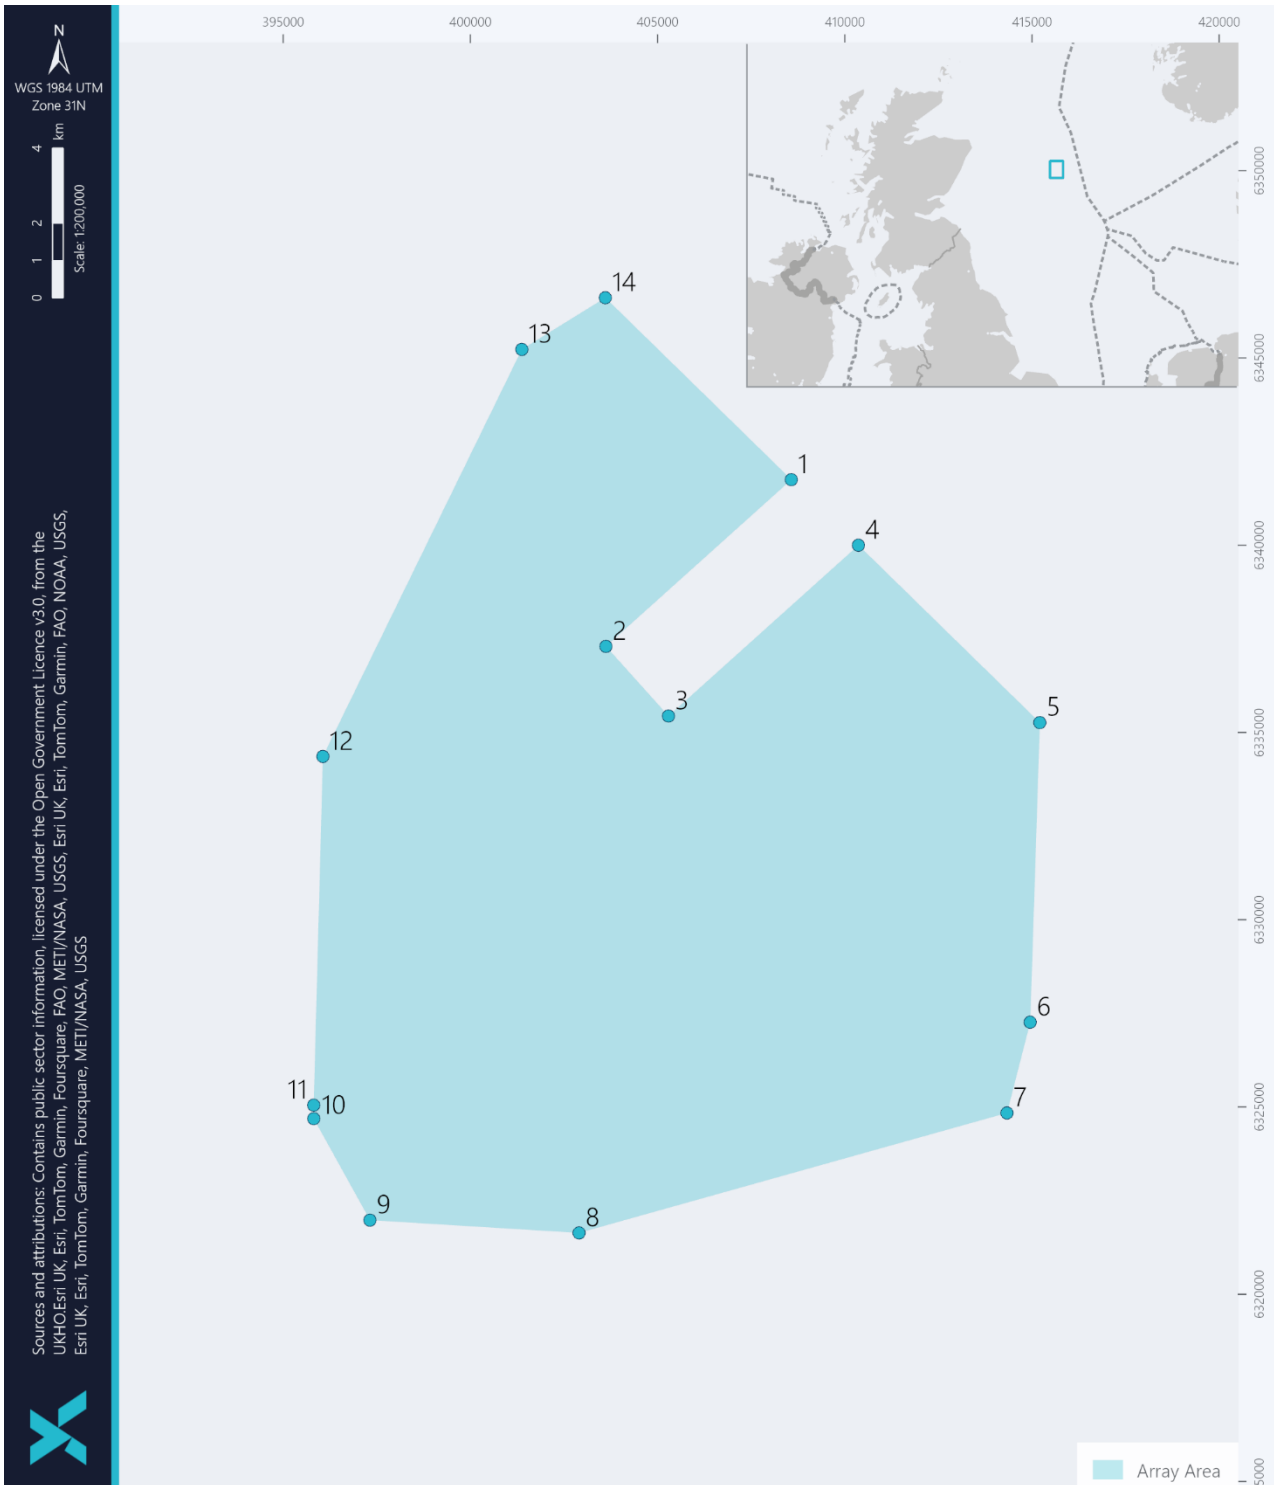 395000 400000 405000 410000 415000 420000
N
WGS 1984 UTM
Zone 31N
0 1 2 4 km
Scale: 1:200,000
Sources and attributions: Contains public sector information, licensed under the Open Government Licence v3.0, from the
UKHO.Esri UK, Esri, TomTom, Garmin, Foursquare, FAO, METI/NASA, USGS, Esri UK, Esri, TomTom, Garmin, FAO, NOAA, USGS,
Esri UK, Esri, TomTom, Garmin, Foursquare, METI/NASA, USGS
6350000
6345000
6340000
6335000
6330000
6325000
6320000
5000
14
13
1
4
2
3
5
12
6
11
10
7
9
8
Array Area